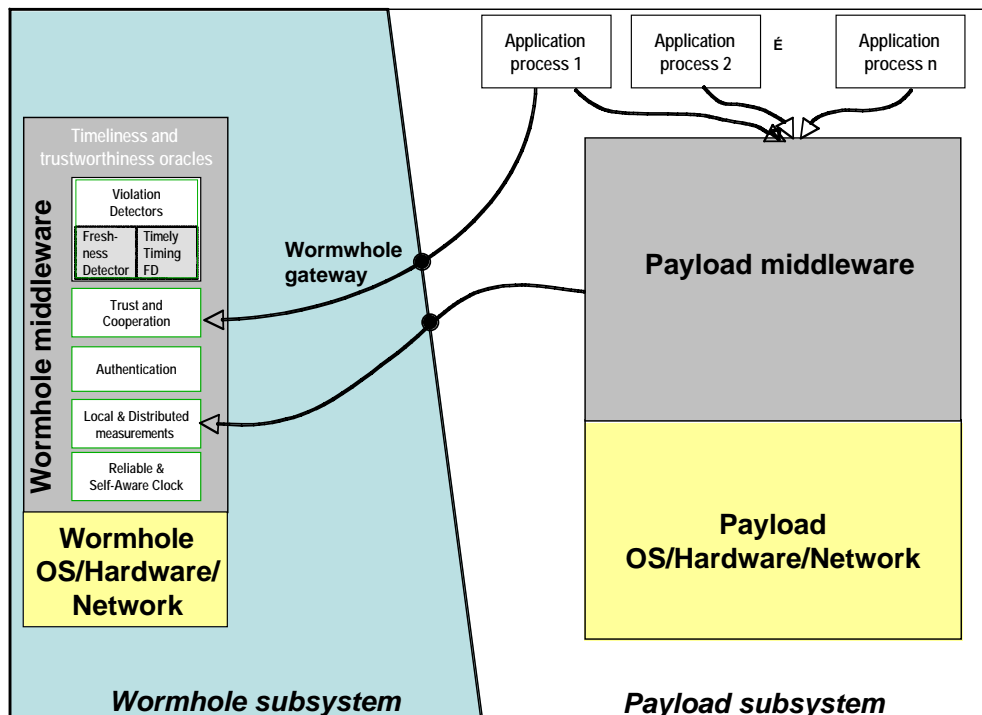 Application
process 1
Application
process 2
É
Application
process n
Timeliness and
trustworthiness oracles
Wormhole middleware
Violation
Detectors
Fresh-
ness
Detector
Timely
Timing
FD
Trust and
Cooperation
Authentication
Local & Distributed
measurements
Reliable &
Self-Aware Clock
Wormhole
OS/Hardware/
Network
Wormwhole
gateway
Payload middleware
Payload
OS/Hardware/Network
Wormhole subsystem
Payload subsystem